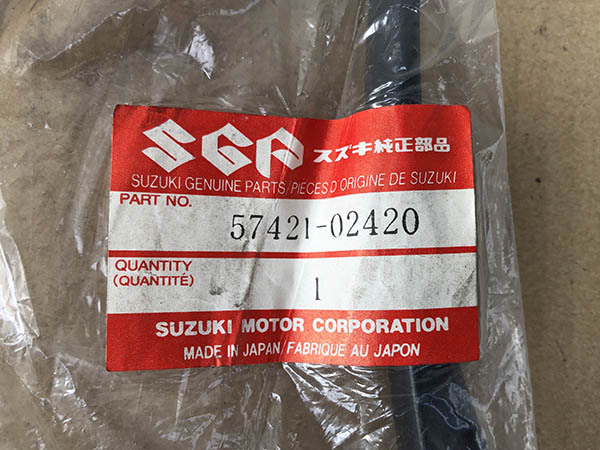 SGP スズキ純正部品
SUZUKI GENUINE PARTS/PIÈCES D'ORIGINE DE SUZUKI
PART NO.
57421-02420
QUANTITY
(QUANTITÉ)
1
SUZUKI MOTOR CORPORATION
MADE IN JAPAN/FABRIQUE AU JAPON